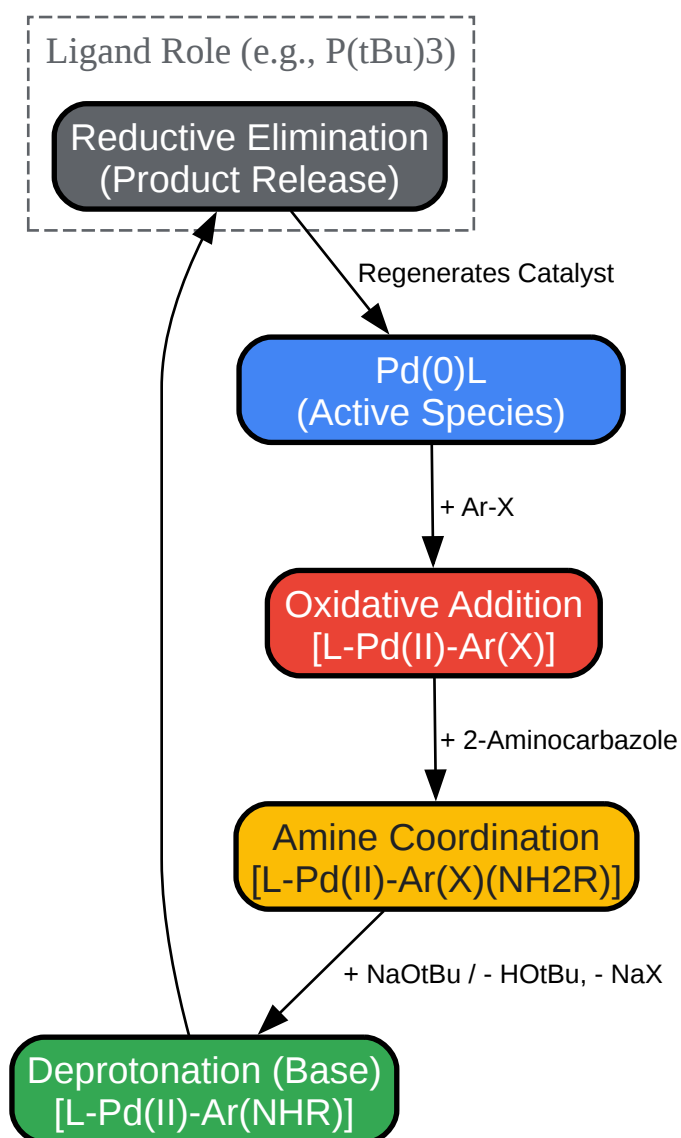 Ligand Role (e.g., P(tBu)3)
Reductive Elimination
(Product Release)
Regenerates Catalyst
Pd(0)L
(Active Species)
+ Ar-X
Oxidative Addition
[L-Pd(II)-Ar(X)]
+ 2-Aminocarbazole
Amine Coordination
[L-Pd(II)-Ar(X)(NH2R)]
+ NaOtBu / - HOtBu, - NaX
Deprotonation (Base)
[L-Pd(II)-Ar(NHR)]